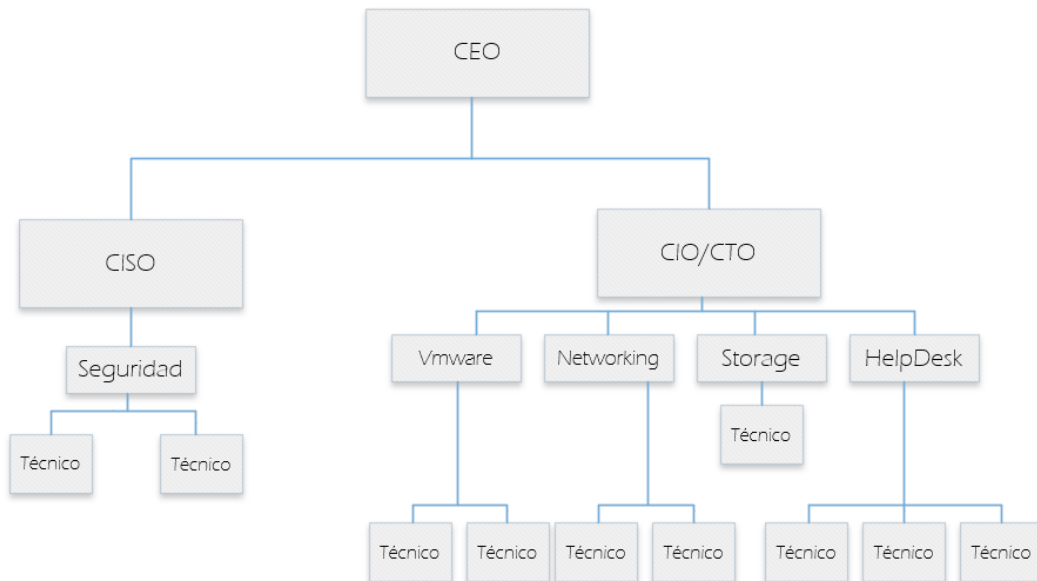 CEO
CISO
CIO/CTO
Seguridad
Vmware
Networking
Storage
HelpDesk
Técnico
Técnico
Técnico
Técnico
Técnico
Técnico
Técnico
Técnico
Técnico
Técnico